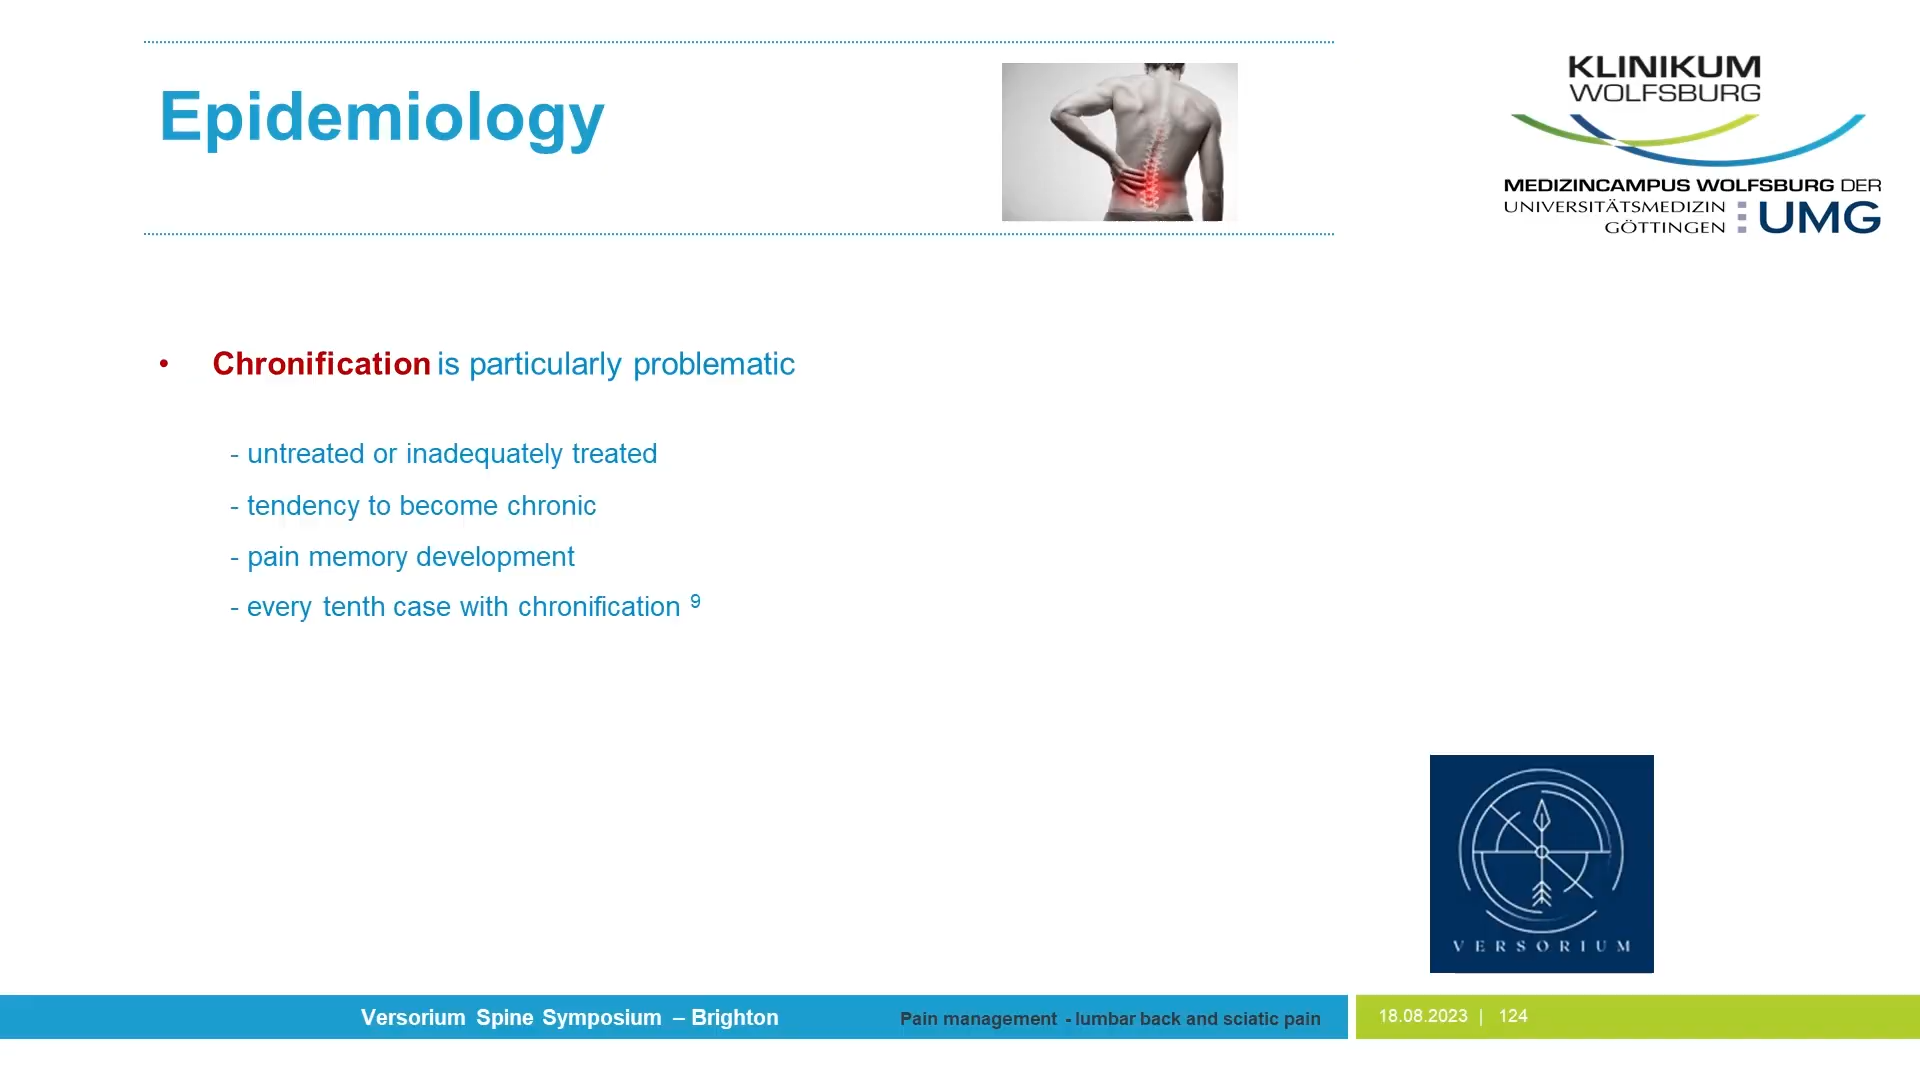 Epidemiology
KLINIKUM
WOLFSBURG
MEDIZINCAMPUS WOLFSBURG DER
UNIVERSITÄTSMEDIZIN
GÖTTINGEN
UMG
• Chronification is particularly problematic
- untreated or inadequately treated
- tendency to become chronic
- pain memory development
- every tenth case with chronification ⁹
VERSORIUM
Versorium Spine Symposium – Brighton
Pain management - lumbar back and sciatic pain
18.08.2023 | 124